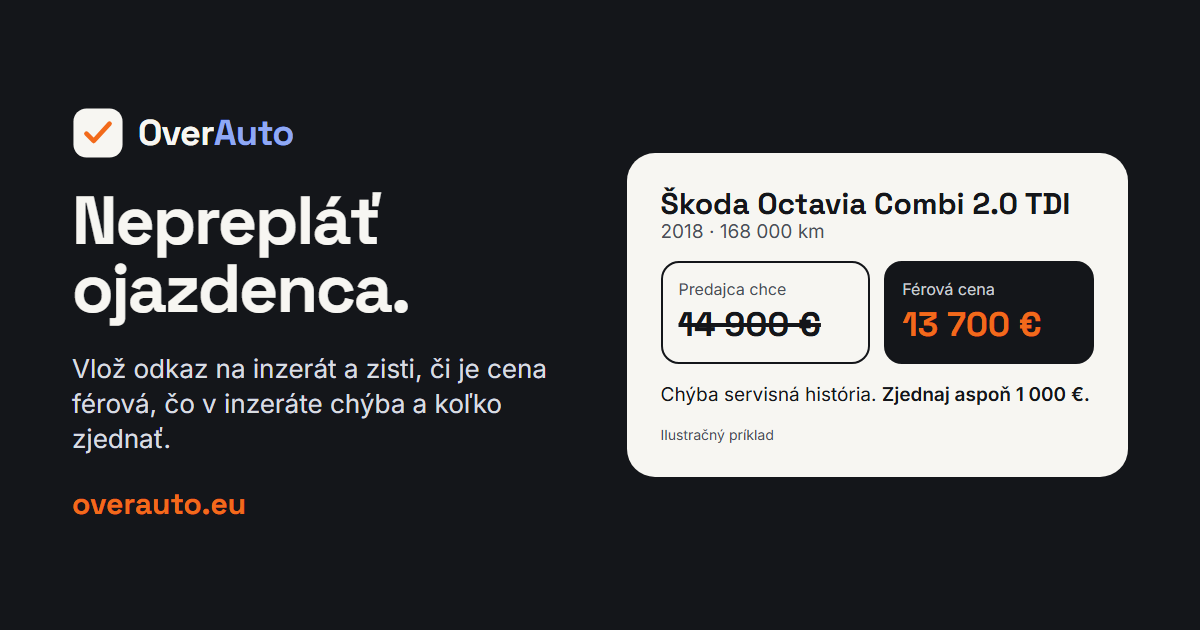 OverAuto
Neprepláť
ojazdenca.
Vlož odkaz na inzerát a zisti, či je cena
férová, čo v inzeráte chýba a koľko
zjednať.
overauto.eu
Škoda Octavia Combi 2.0 TDI
2018 · 168 000 km
Predajca chce
14 900 €
Férová cena
13 700 €
Chýba servisná história. Zjednaj aspoň 1 000 €.
Ilustračný príklad